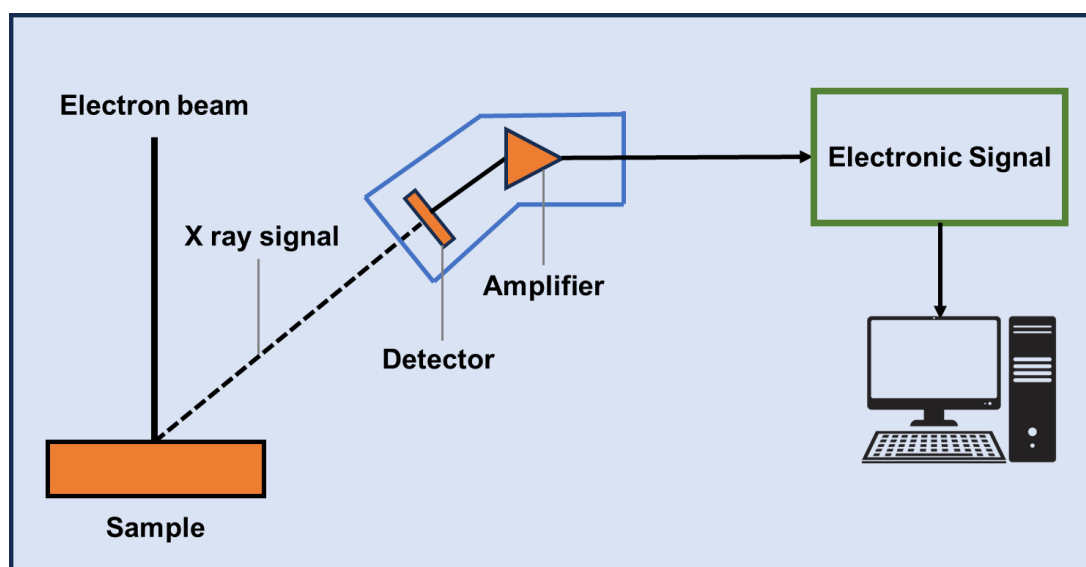 Electron beam
Electronic Signal
X ray signal
Amplifier
Detector
Sample